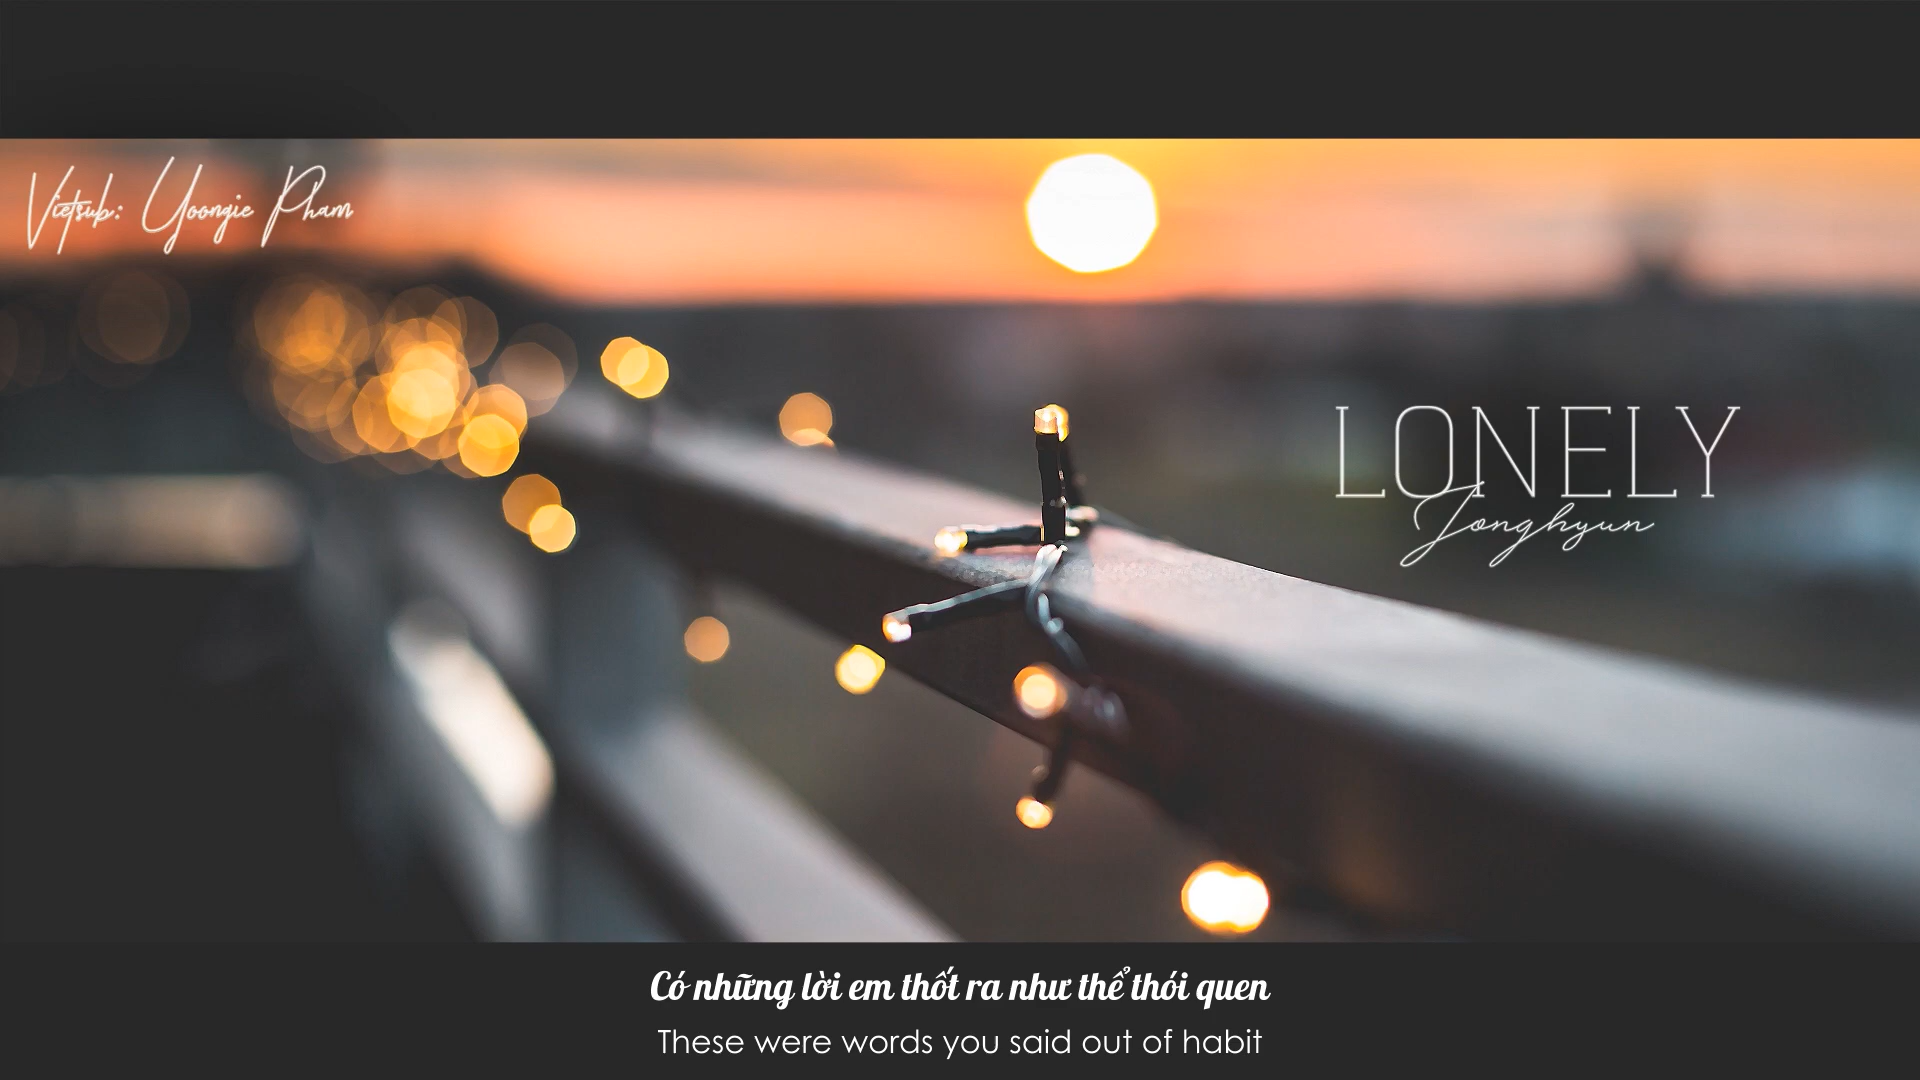 Vietsub: Yoongie Pham
LONELY
Jonghyun
Có những lời em thốt ra như thể thói quen
These were words you said out of habit